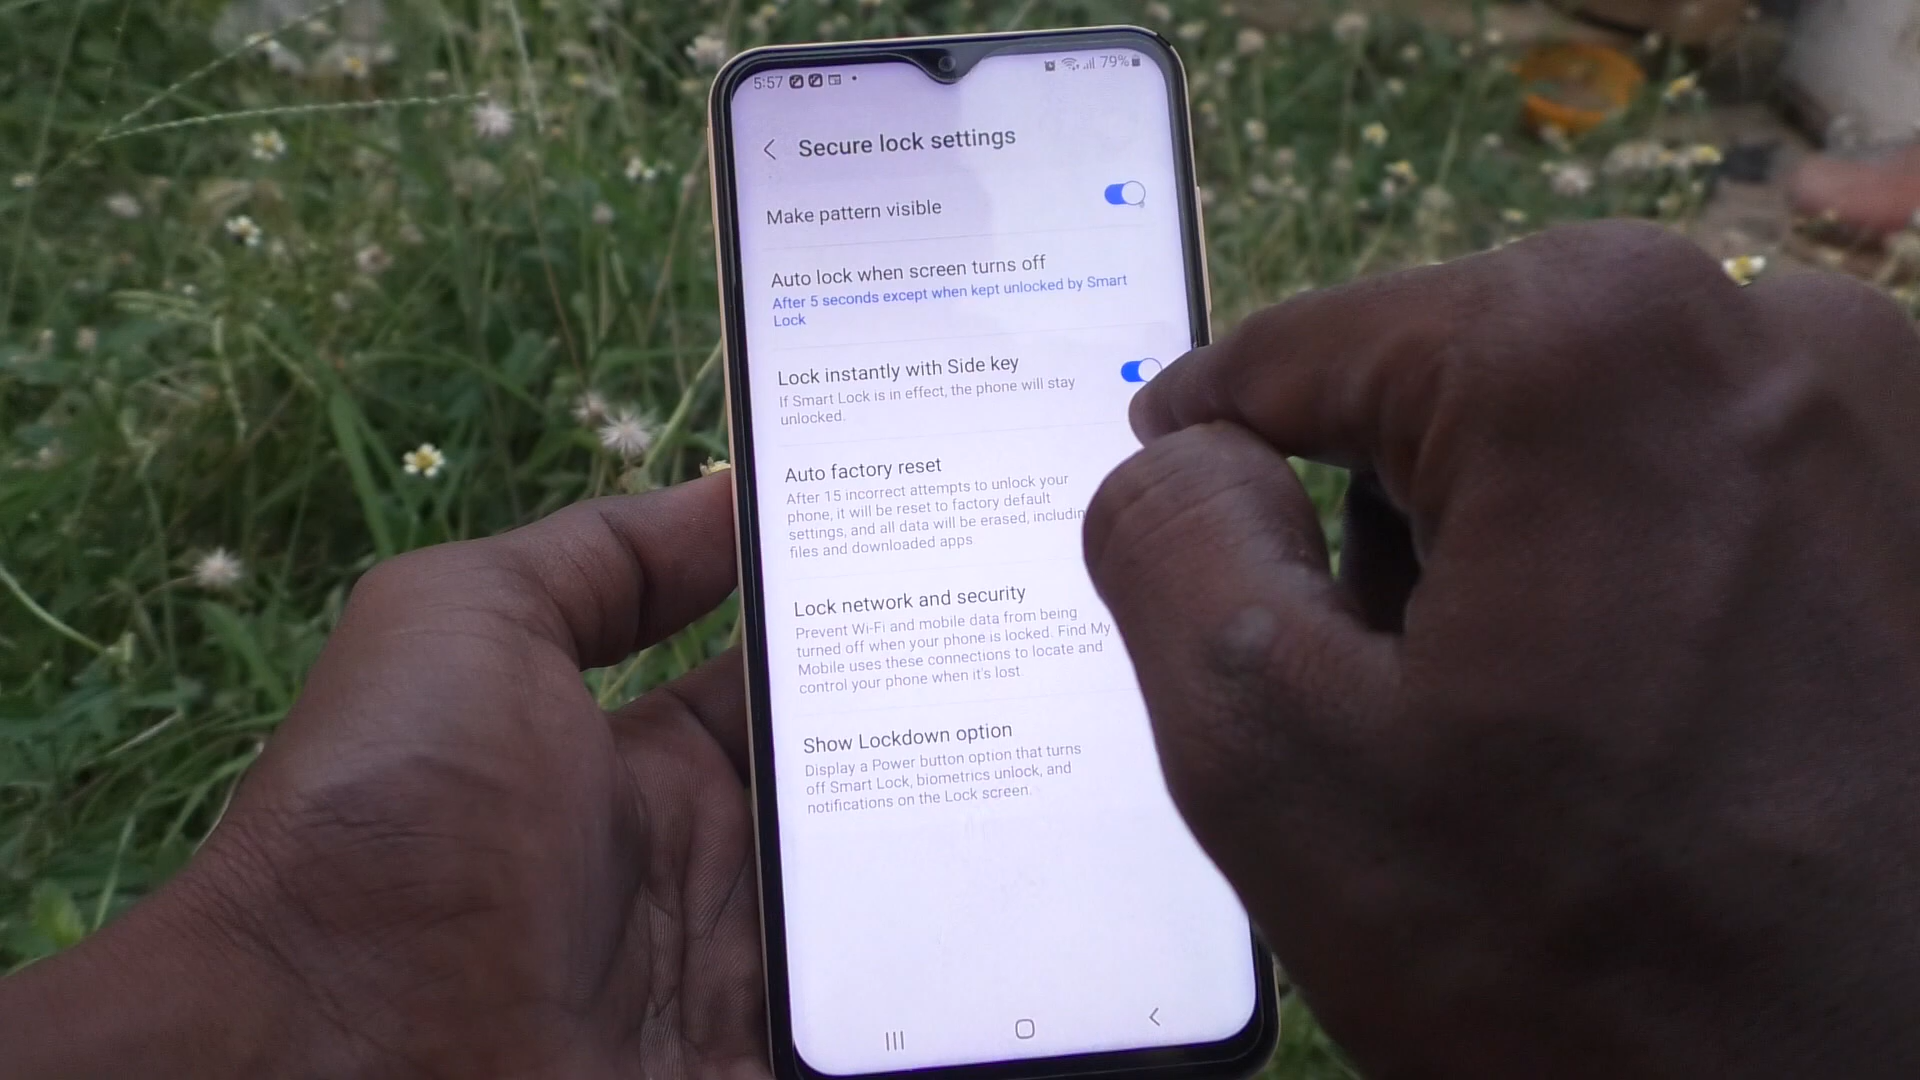 5:57
79%
Secure lock settings
Make pattern visible
Auto lock when screen turns off
After 5 seconds except when kept unlocked by Smart
Lock
Lock instantly with Side key
If Smart Lock is in effect, the phone will stay
unlocked.
Auto factory reset
After 15 incorrect attempts to unlock your
phone, it will be reset to factory default
settings, and all data will be erased, includin
files and downloaded apps
Lock network and security
Prevent Wi-Fi and mobile data from being
turned off when your phone is locked. Find My
Mobile uses these connections to locate and
control your phone when it's lost.
Show Lockdown option
Display a Power button option that turns
off Smart Lock, biometrics unlock, and
notifications on the Lock screen.